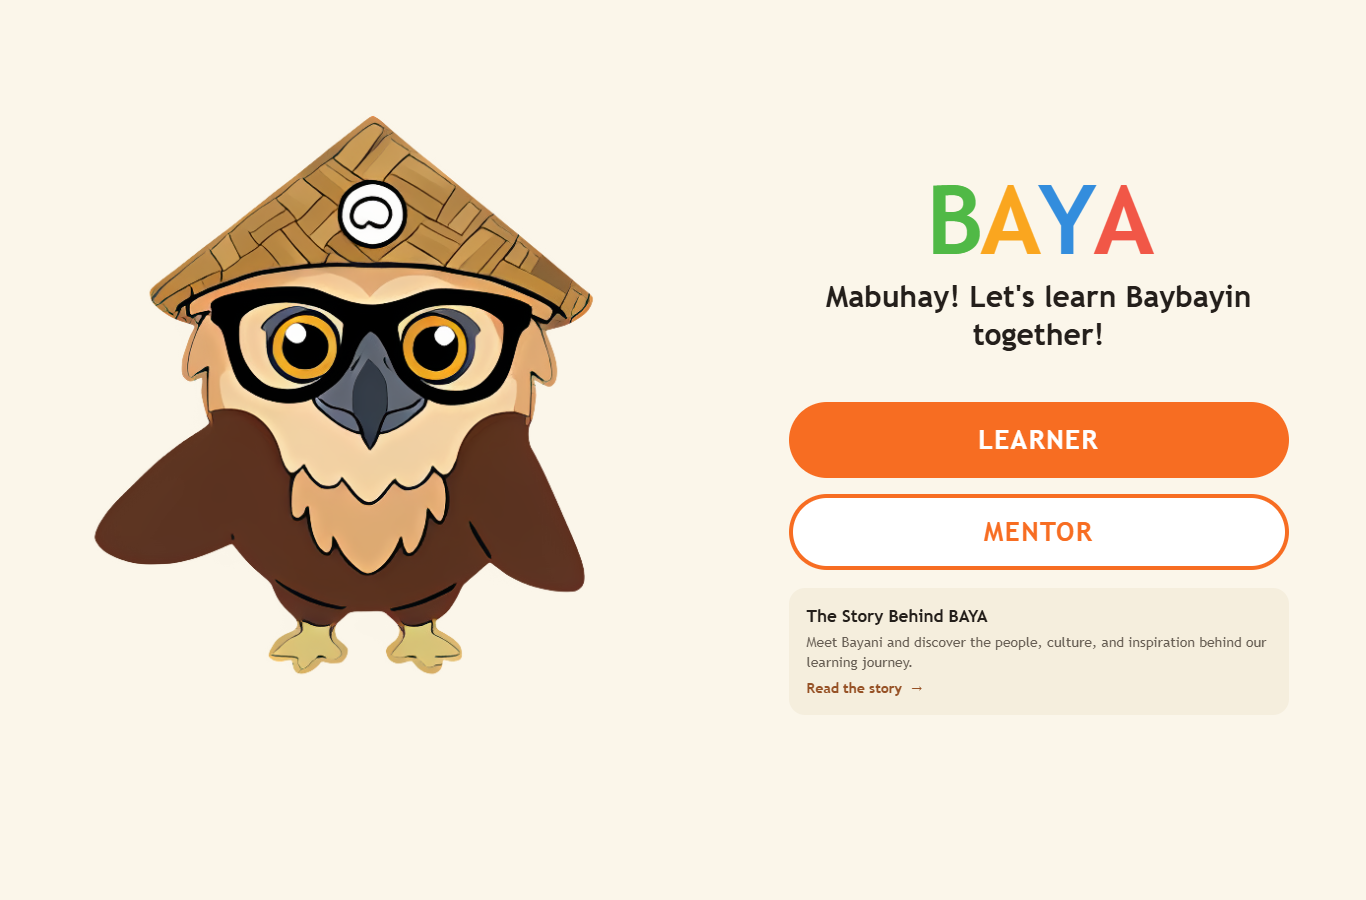 ᜊ
BAYA
Mabuhay! Let's learn Baybayin
together!
LEARNER
MENTOR
The Story Behind BAYA
Meet Bayani and discover the people, culture, and inspiration behind our
learning journey.
Read the story →